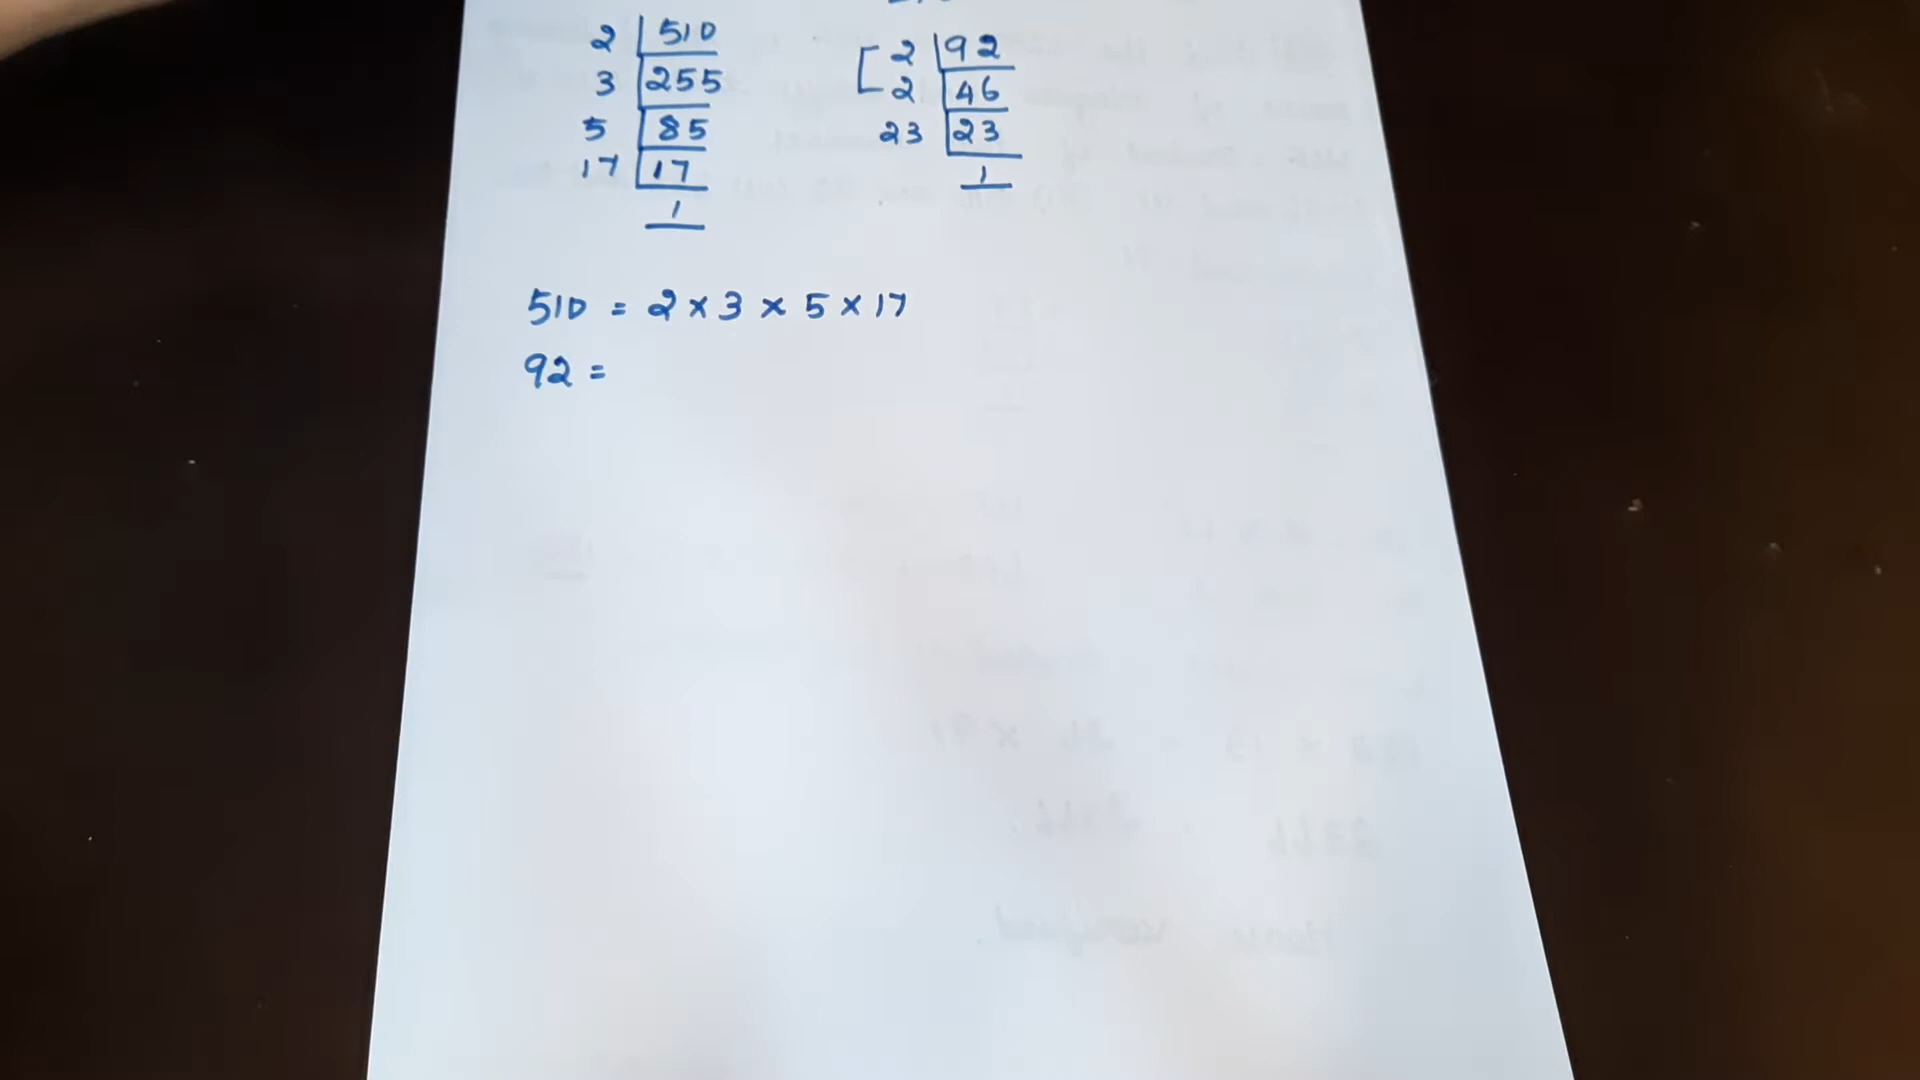 2 | 510
3 | 255
5 | 85
17 | 17
1
2 | 92
2 | 46
23 | 23
1
510 = 2 × 3 × 5 × 17
92 =